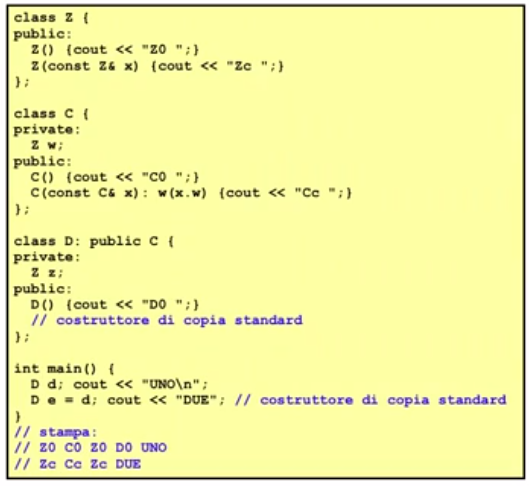 class Z {
public:
  Z() {cout << "Z0 ";}
  Z(const Z& x) {cout << "Zc ";}
};

class C {
private:
  Z w;
public:
  C() {cout << "C0 ";}
  C(const C& x): w(x.w) {cout << "Cc ";}
};

class D: public C {
private:
  Z z;
public:
  D() {cout << "D0 ";}
  // costruttore di copia standard
};

int main() {
  D d; cout << "UNO\n";
  D e = d; cout << "DUE"; // costruttore di copia standard
}
// stampa:
// Z0 C0 Z0 D0 UNO
// Zc Cc Zc DUE